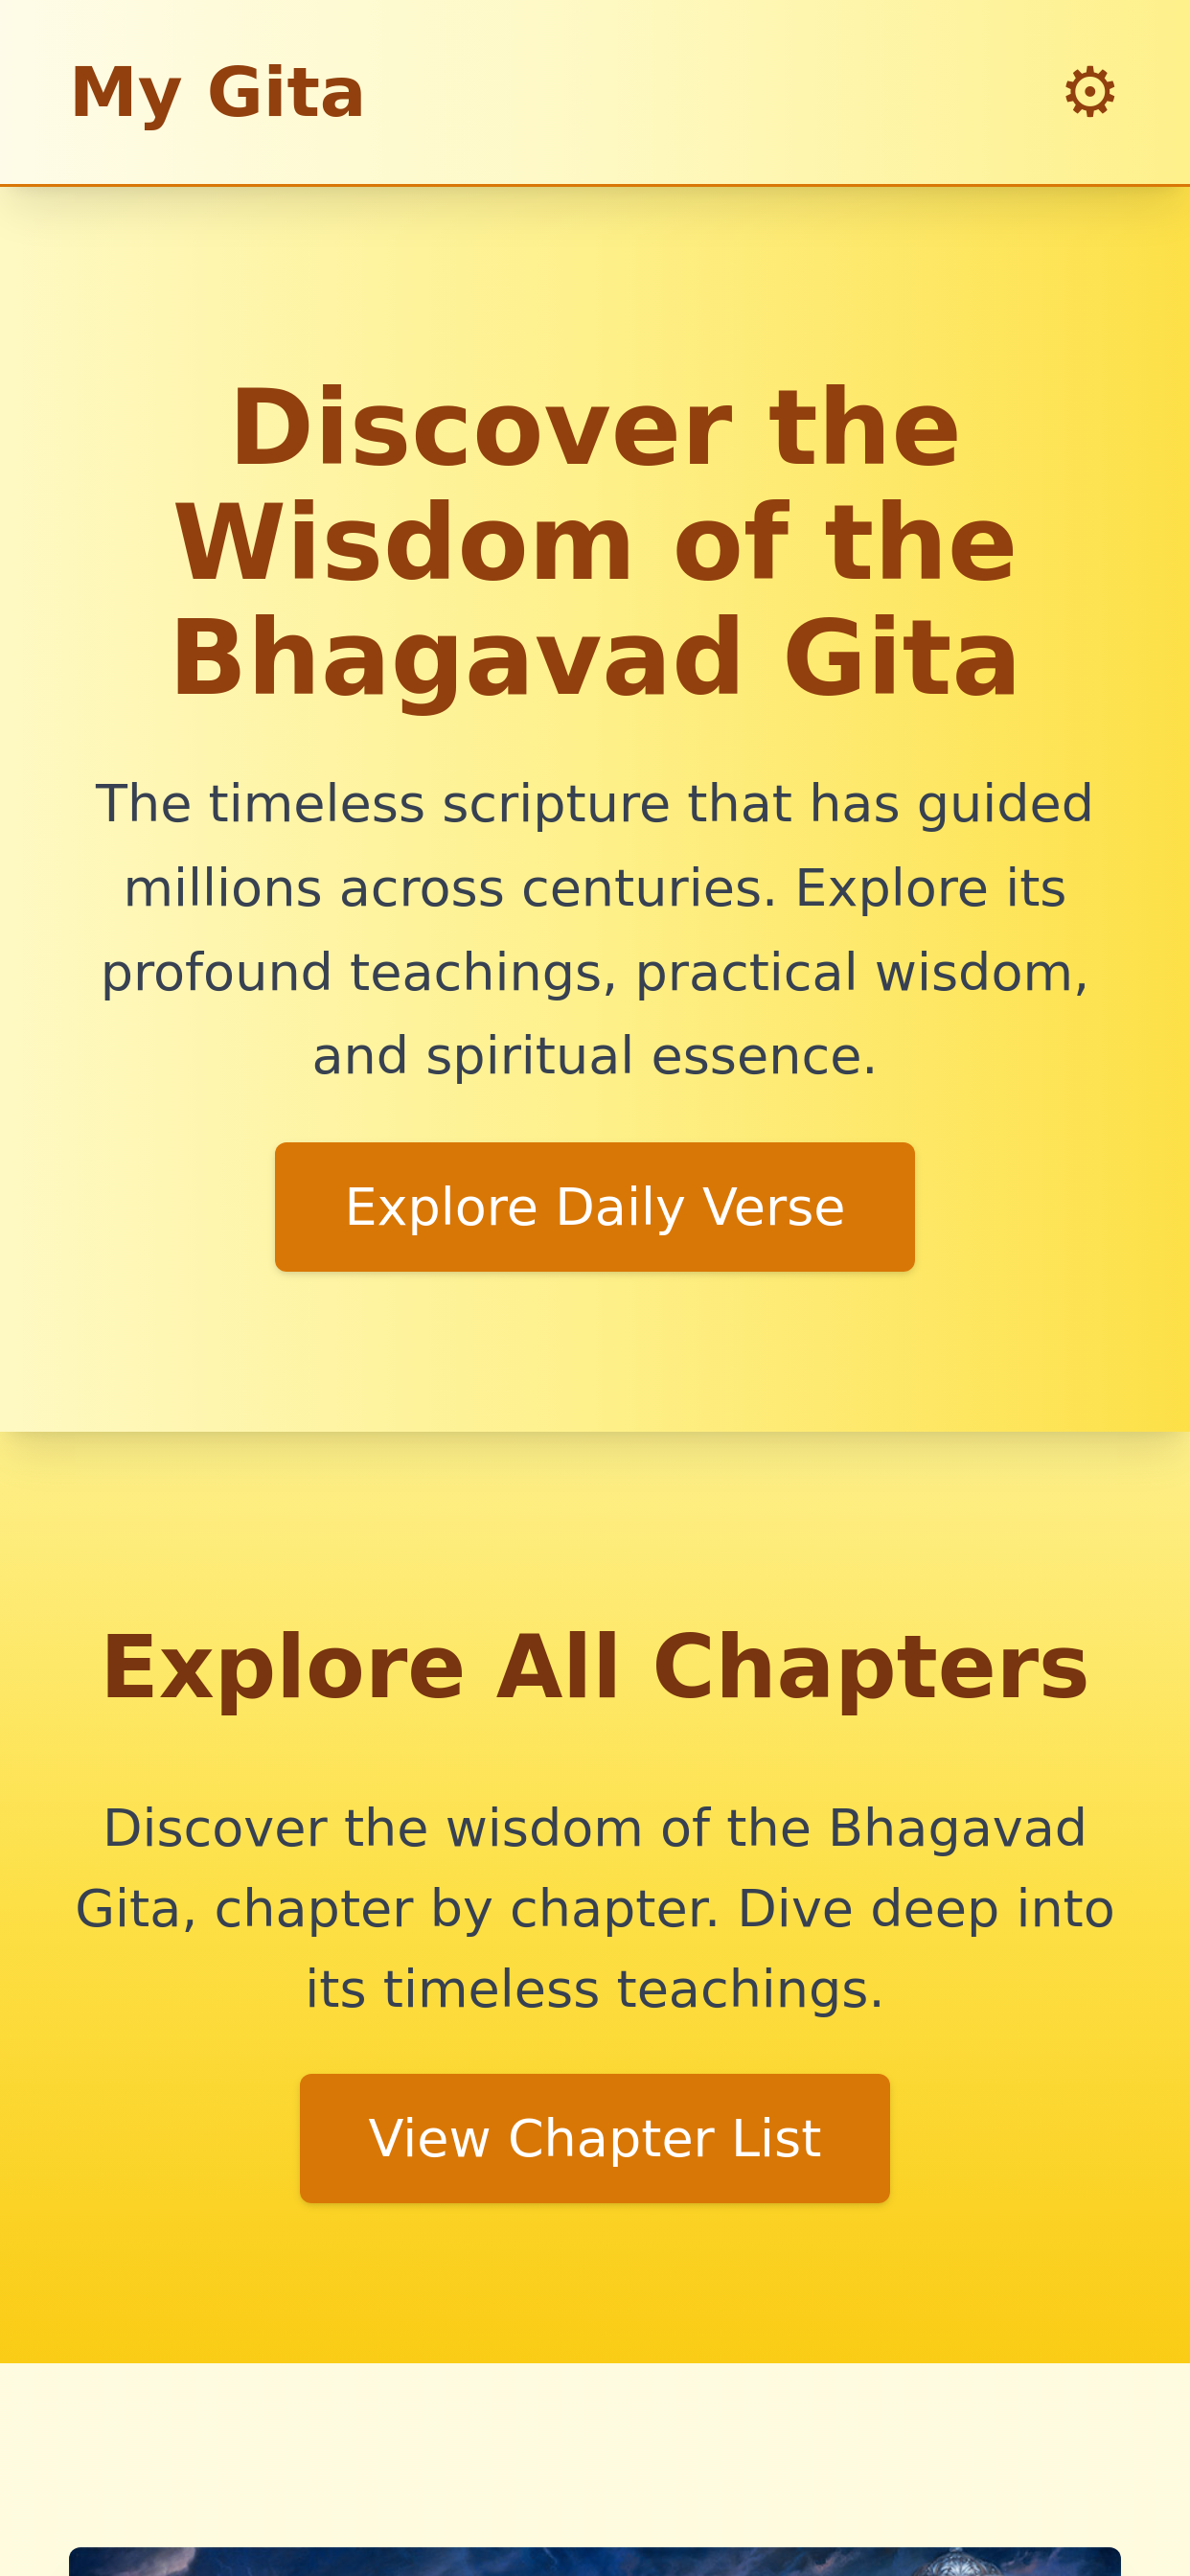 My Gita
Discover the
Wisdom of the
Bhagavad Gita
The timeless scripture that has guided
millions across centuries. Explore its
profound teachings, practical wisdom,
and spiritual essence.
Explore Daily Verse
Explore All Chapters
Discover the wisdom of the Bhagavad
Gita, chapter by chapter. Dive deep into
its timeless teachings.
View Chapter List